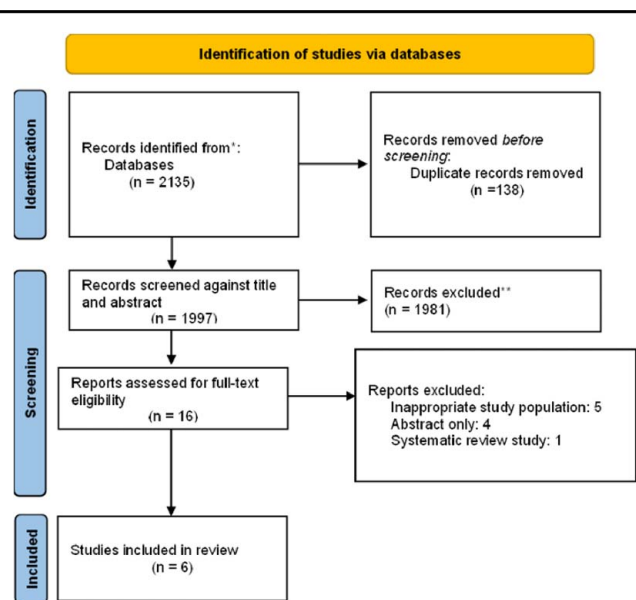 Identification of studies via databases
Identification
Records identified from*:
Databases
(n = 2135)
Records removed before
screening:
Duplicate records removed
(n =138)
Screening
Records screened against title
and abstract
(n = 1997)
Records excluded**
(n = 1981)
Reports assessed for full-text
eligibility
(n = 16)
Reports excluded:
Inappropriate study population: 5
Abstract only: 4
Systematic review study: 1
Included
Studies included in review
(n = 6)